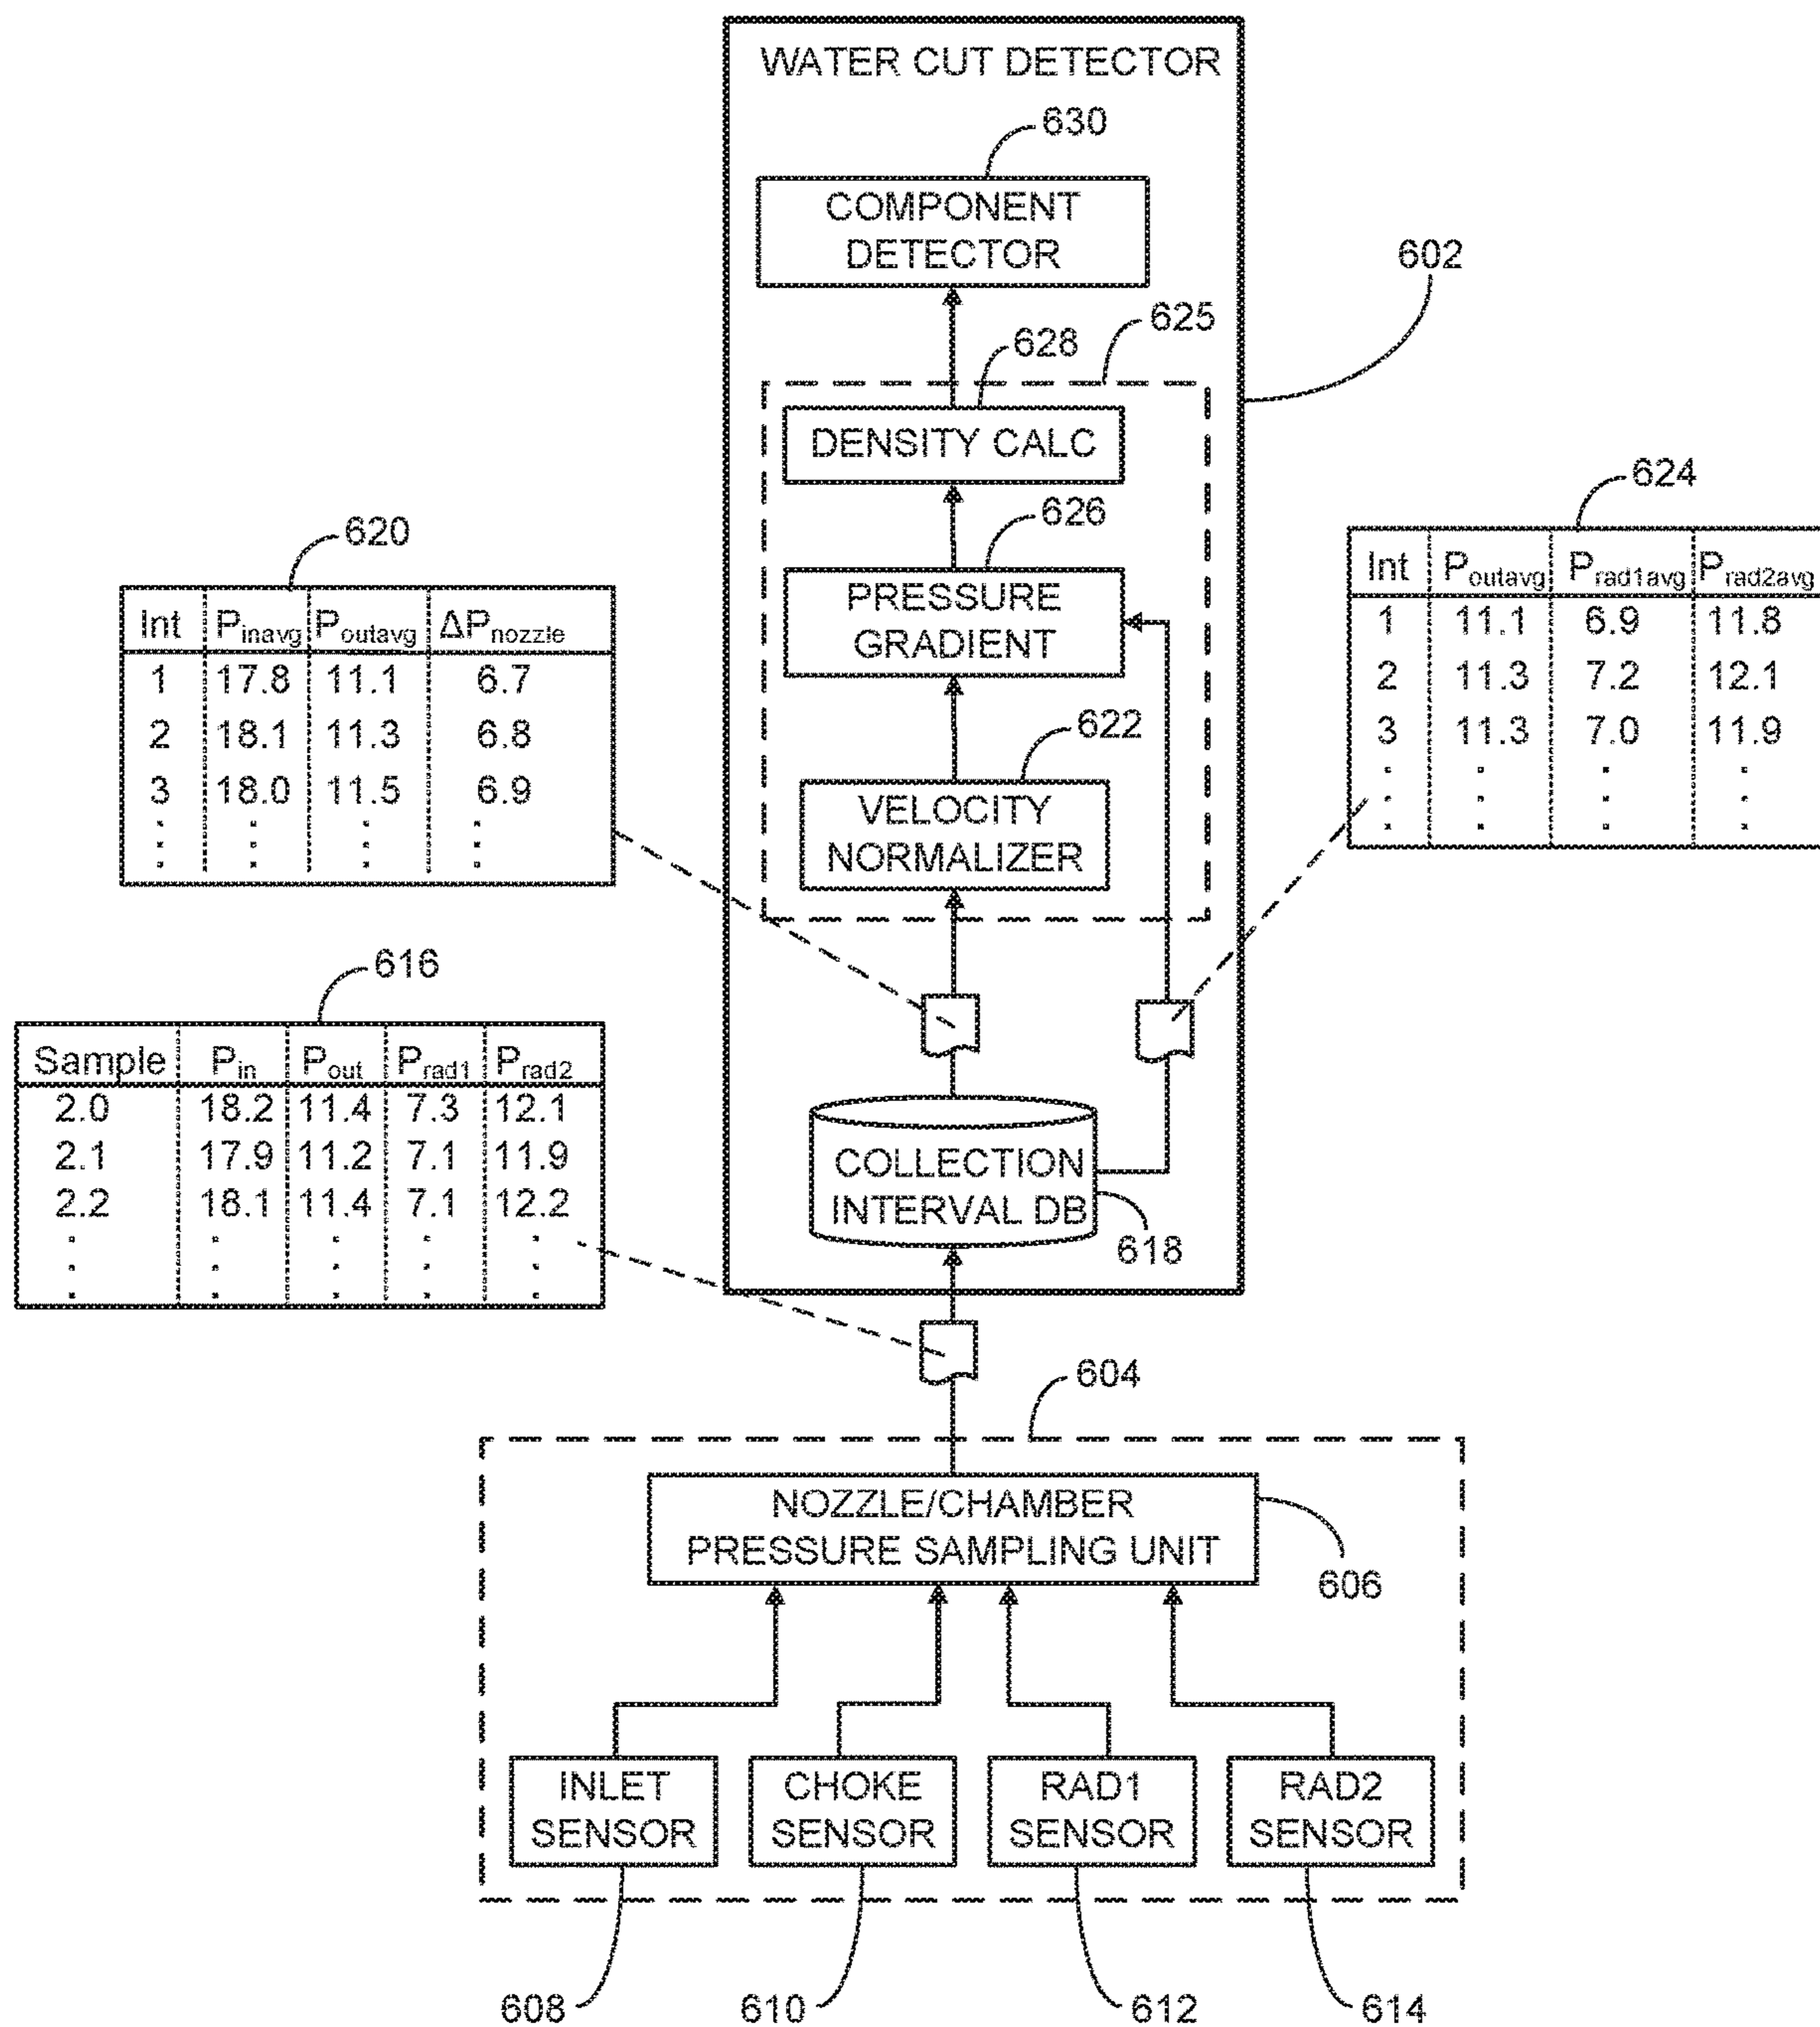 WATER CUT DETECTOR
630
COMPONENT
DETECTOR
602
625
628
DENSITY CALC
624
Int Poutavg Prad1avg Prad2avg
1 11.1 6.9 11.8
2 11.3 7.2 12.1
3 11.3 7.0 11.9
626
PRESSURE
GRADIENT
620
Int Pinavg Poutavg ΔPnozzle
1 17.8 11.1 6.7
2 18.1 11.3 6.8
3 18.0 11.5 6.9
622
VELOCITY
NORMALIZER
616
Sample Pin Pout Prad1 Prad2
2.0 18.2 11.4 7.3 12.1
2.1 17.9 11.2 7.1 11.9
2.2 18.1 11.4 7.1 12.2
COLLECTION
INTERVAL DB
618
604
NOZZLE/CHAMBER
PRESSURE SAMPLING UNIT
606
INLET
SENSOR
CHOKE
SENSOR
RAD1
SENSOR
RAD2
SENSOR
608
610
612
614